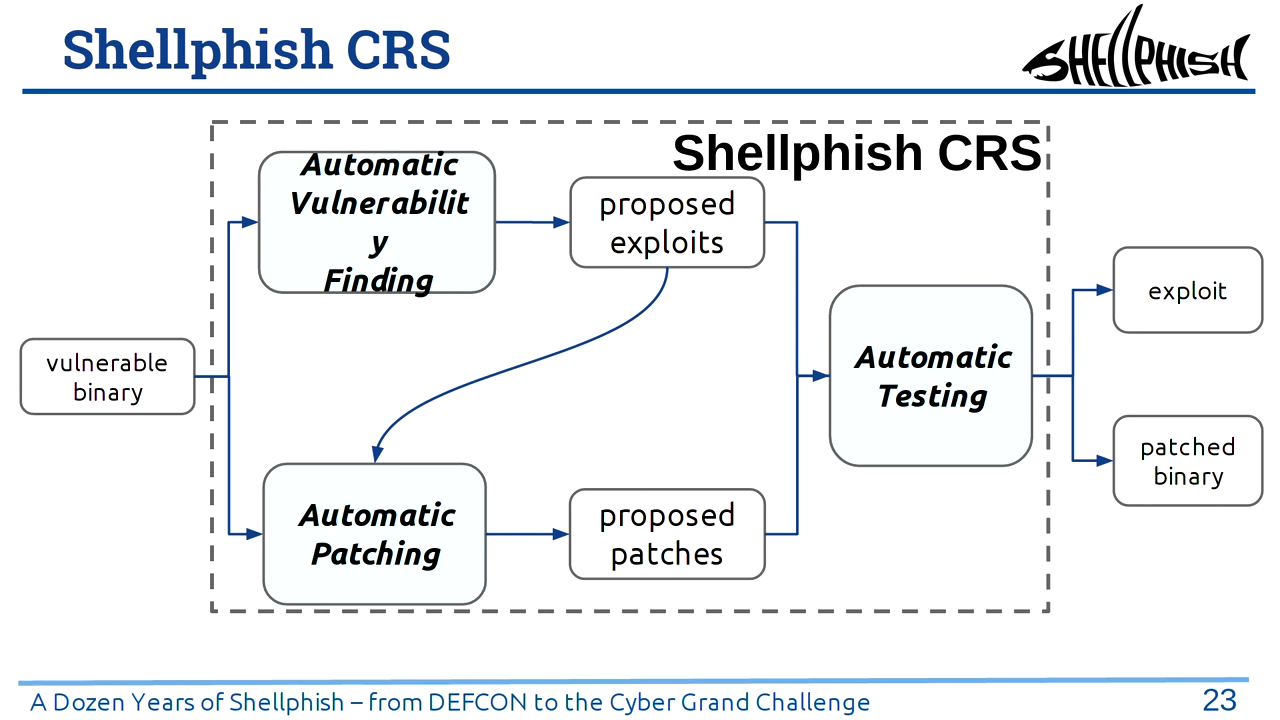 Shellphish CRS
SHELLPHISH
Shellphish CRS
Automatic
Vulnerabilit
y
Finding
proposed
exploits
vulnerable
binary
Automatic
Testing
exploit
patched
binary
Automatic
Patching
proposed
patches
A Dozen Years of Shellphish – from DEFCON to the Cyber Grand Challenge
23